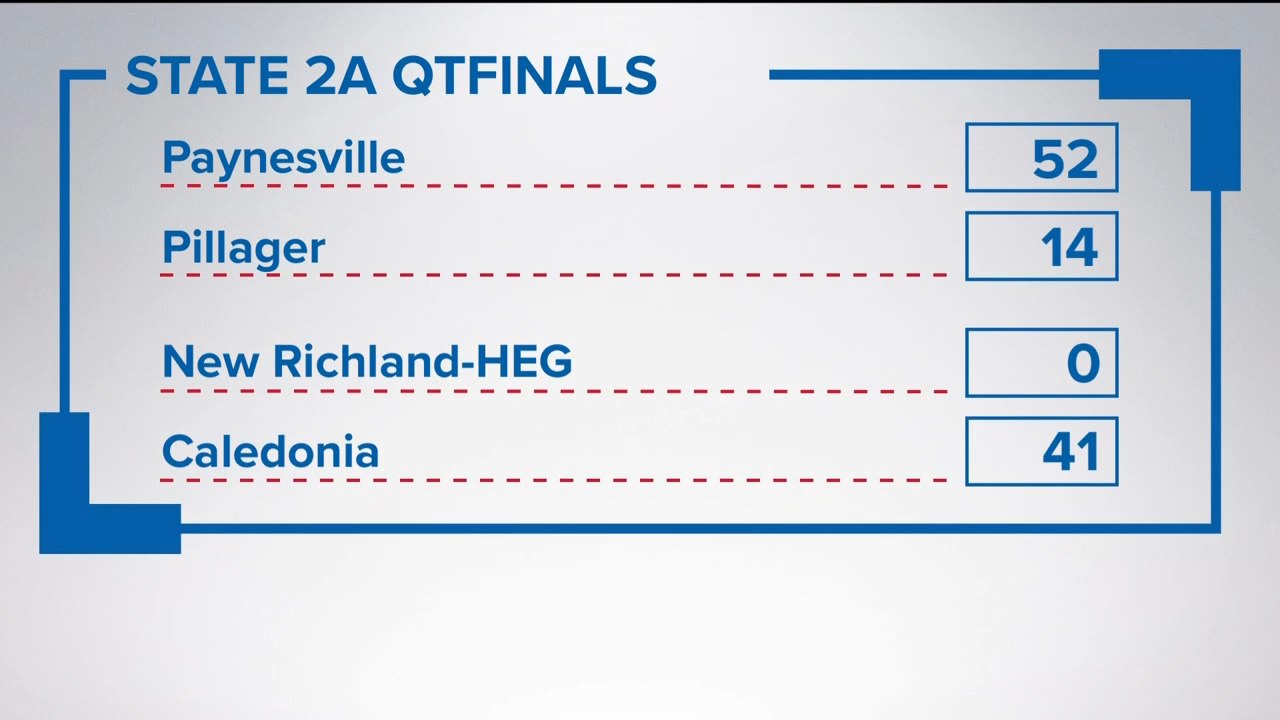 STATE 2A QTFINALS
Paynesville 52
Pillager 14
New Richland-HEG 0
Caledonia 41